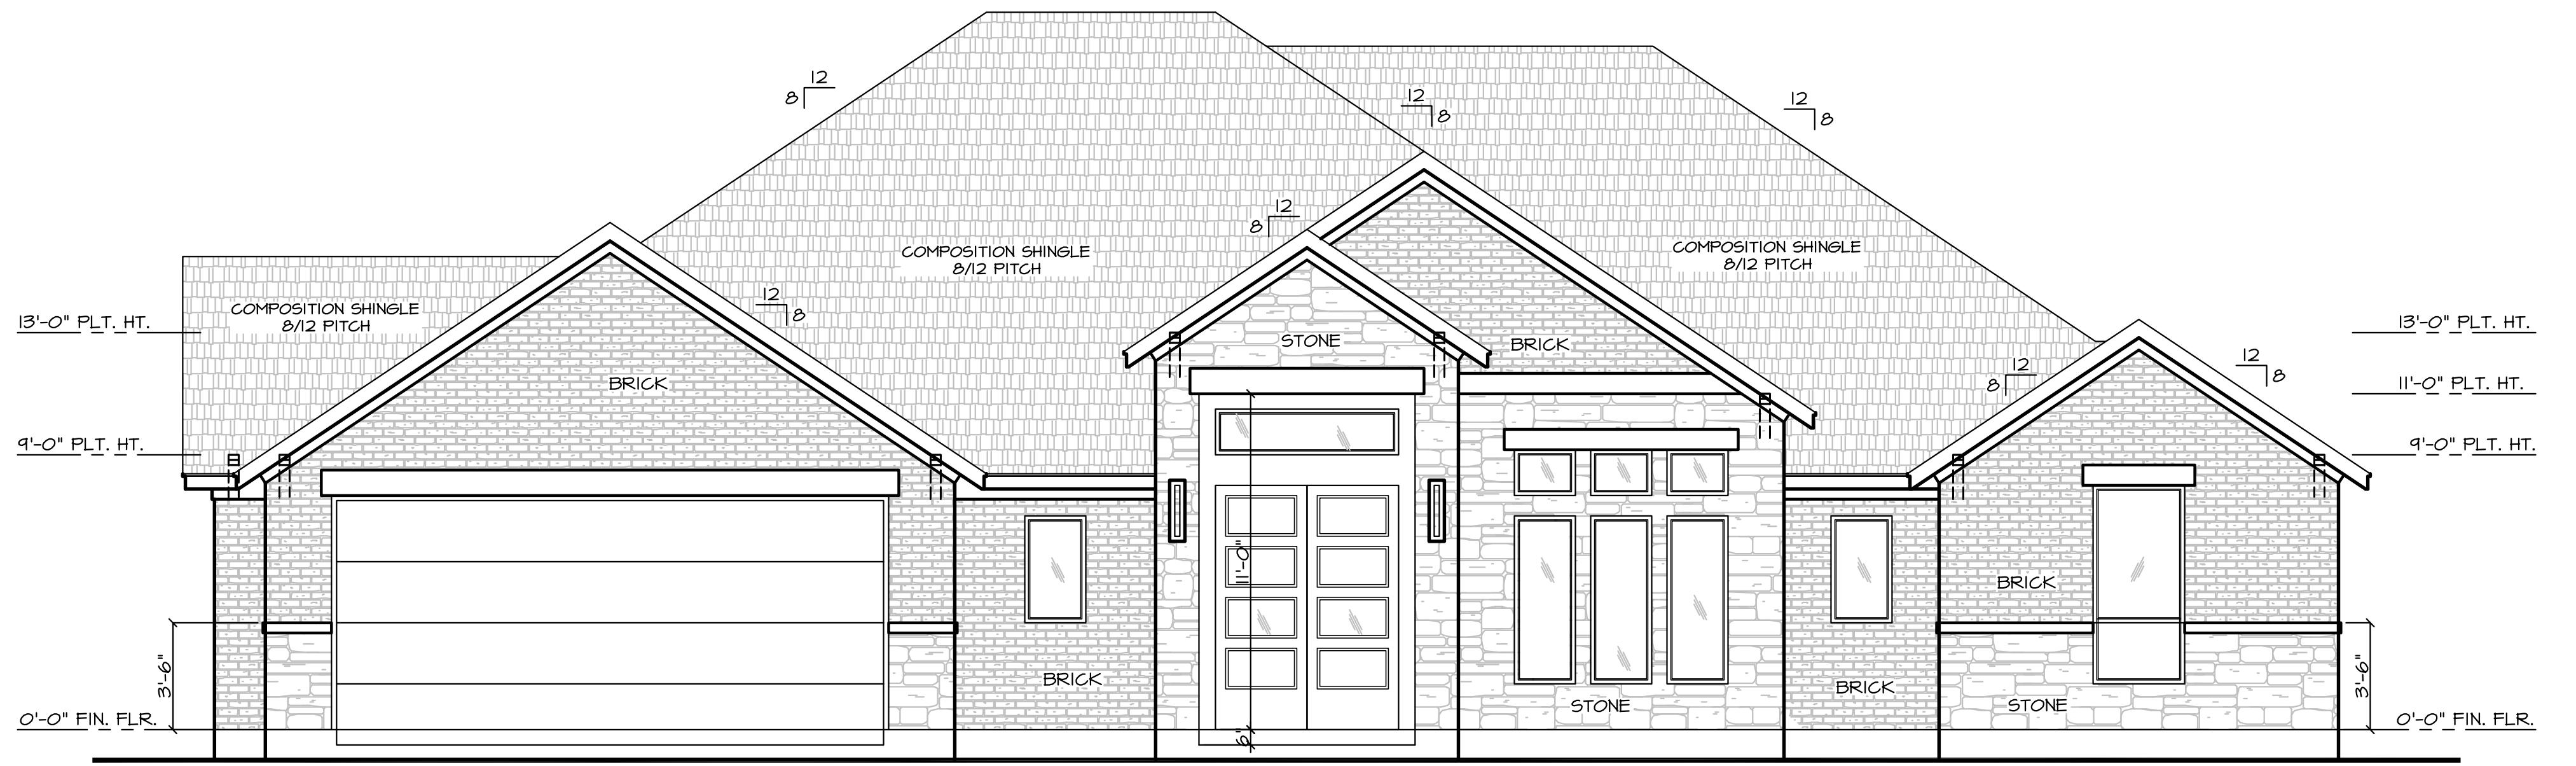 12
8
12
8
12
8
12
8
COMPOSITION SHINGLE
8/12 PITCH
COMPOSITION SHINGLE
8/12 PITCH
COMPOSITION SHINGLE
8/12 PITCH
12
8
13'-0" PLT. HT.
13'-0" PLT. HT.
STONE
BRICK
12
8
12
8
BRICK
11'-0" PLT. HT.
9'-0" PLT. HT.
9'-0" PLT. HT.
11'-0"
BRICK
3'-6"
BRICK
BRICK
3'-6"
STONE
STONE
0'-0" FIN. FLR.
6"
0'-0" FIN. FLR.